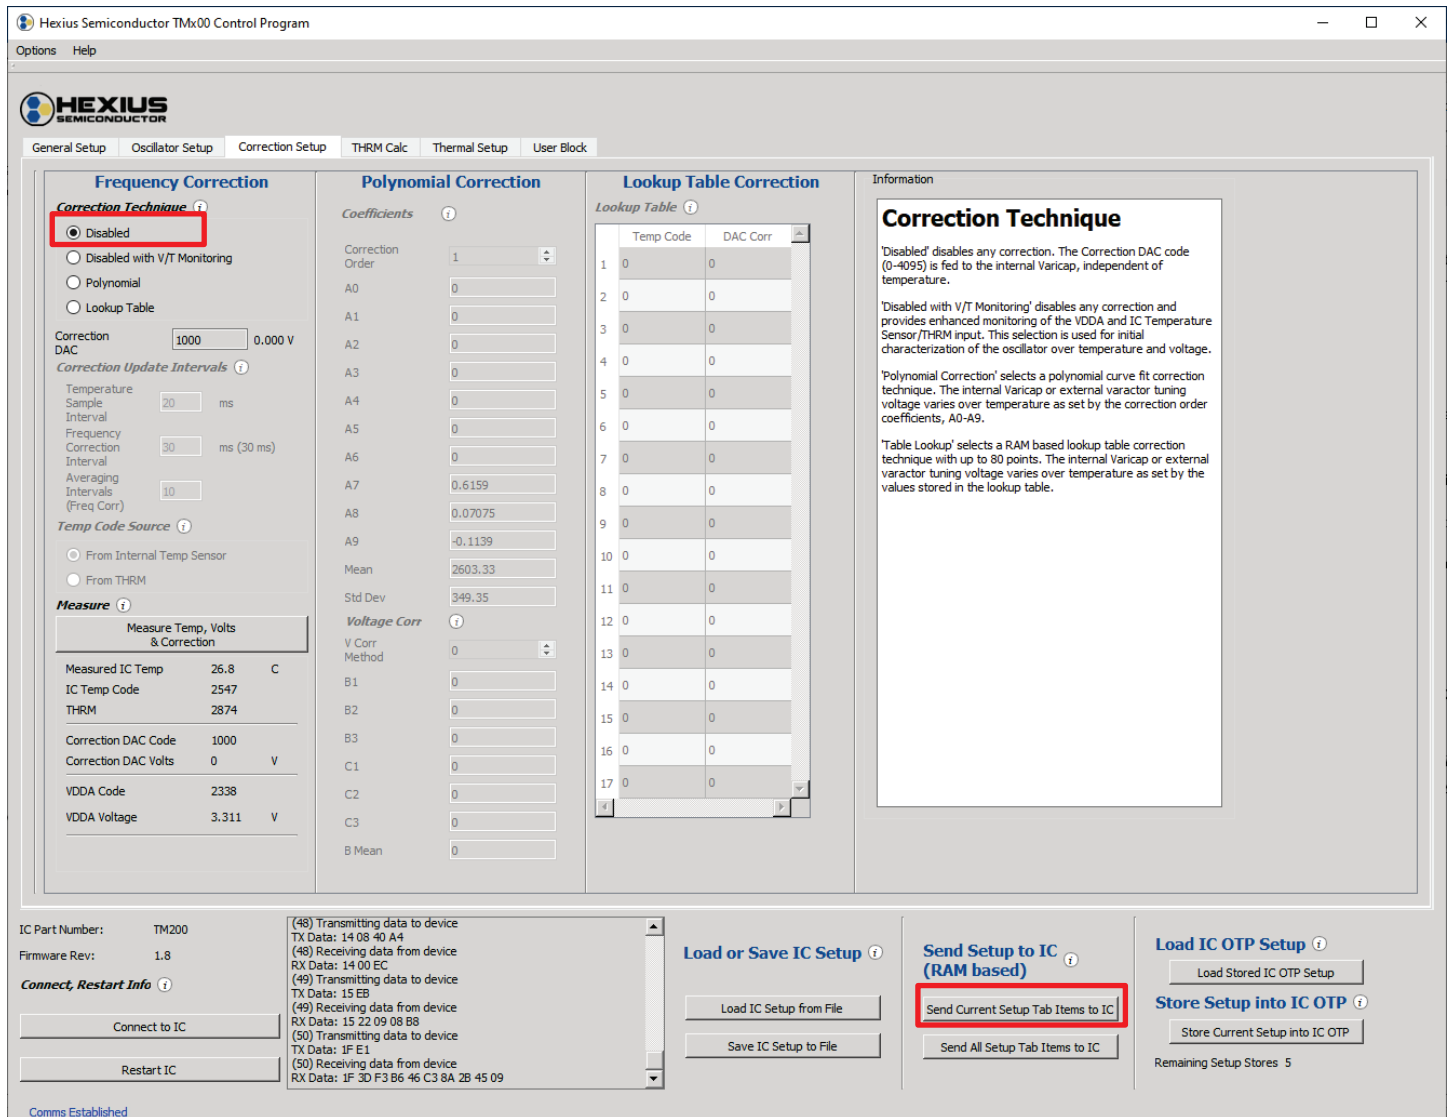 Hexius Semiconductor TMx00 Control Program
Options Help
HEXIUS
SEMICONDUCTOR
General Setup Oscillator Setup Correction Setup THRM Calc Thermal Setup User Block
Frequency Correction
Correction Technique i
Disabled
Disabled with V/T Monitoring
Polynomial
Lookup Table
Correction
DAC 1000 0.000 V
Correction Update Intervals i
Temperature
Sample 20 ms
Interval
Frequency
Correction 30 ms (30 ms)
Interval
Averaging
Intervals 10
(Freq Corr)
Temp Code Source i
From Internal Temp Sensor
From THRM
Measure i
Measure Temp, Volts
& Correction
Measured IC Temp 26.8 C
IC Temp Code 2547
THRM 2874
Correction DAC Code 1000
Correction DAC Volts 0 V
VDDA Code 2338
VDDA Voltage 3.311 V
Polynomial Correction
Coefficients i
Correction
Order 1
A0 0
A1 0
A2 0
A3 0
A4 0
A5 0
A6 0
A7 0.6159
A8 0.07075
A9 -0.1139
Mean 2603.33
Std Dev 349.35
Voltage Corr i
V Corr
Method 0
B1 0
B2 0
B3 0
C1 0
C2 0
C3 0
B Mean 0
Lookup Table Correction
Lookup Table i
Temp Code DAC Corr
1 0 0
2 0 0
3 0 0
4 0 0
5 0 0
6 0 0
7 0 0
8 0 0
9 0 0
10 0 0
11 0 0
12 0 0
13 0 0
14 0 0
15 0 0
16 0 0
17 0 0
Information
Correction Technique
'Disabled' disables any correction. The Correction DAC code
(0-4095) is fed to the internal Varicap, independent of
temperature.
'Disabled with V/T Monitoring' disables any correction and
provides enhanced monitoring of the VDDA and IC Temperature
Sensor/THRM input. This selection is used for initial
characterization of the oscillator over temperature and voltage.
'Polynomial Correction' selects a polynomial curve fit correction
technique. The internal Varicap or external varactor tuning
voltage varies over temperature as set by the correction order
coefficients, A0-A9.
'Table Lookup' selects a RAM based lookup table correction
technique with up to 80 points. The internal Varicap or external
varactor tuning voltage varies over temperature as set by the
values stored in the lookup table.
IC Part Number: TM200
Firmware Rev: 1.8
Connect, Restart Info i
Connect to IC
Restart IC
(48) Transmitting data to device
TX Data: 14 08 40 A4
(48) Receiving data from device
RX Data: 14 00 EC
(49) Transmitting data to device
TX Data: 15 EB
(49) Receiving data from device
RX Data: 15 22 09 08 B8
(50) Transmitting data to device
TX Data: 1F E1
(50) Receiving data from device
RX Data: 1F 3D F3 B6 46 C3 8A 2B 45 09
Load or Save IC Setup i
Load IC Setup from File
Save IC Setup to File
Send Setup to IC i
(RAM based)
Send Current Setup Tab Items to IC
Send All Setup Tab Items to IC
Load IC OTP Setup i
Load Stored IC OTP Setup
Store Setup into IC OTP i
Store Current Setup into IC OTP
Remaining Setup Stores 5
Comms Established